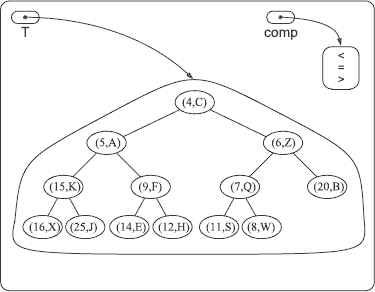 T
comp
<
=
>
(4,C)
(5,A) (6,Z)
(15,K) (9,F) (7,Q) (20,B)
(16,X) (25,J) (14,E) (12,H) (11,S) (8,W)